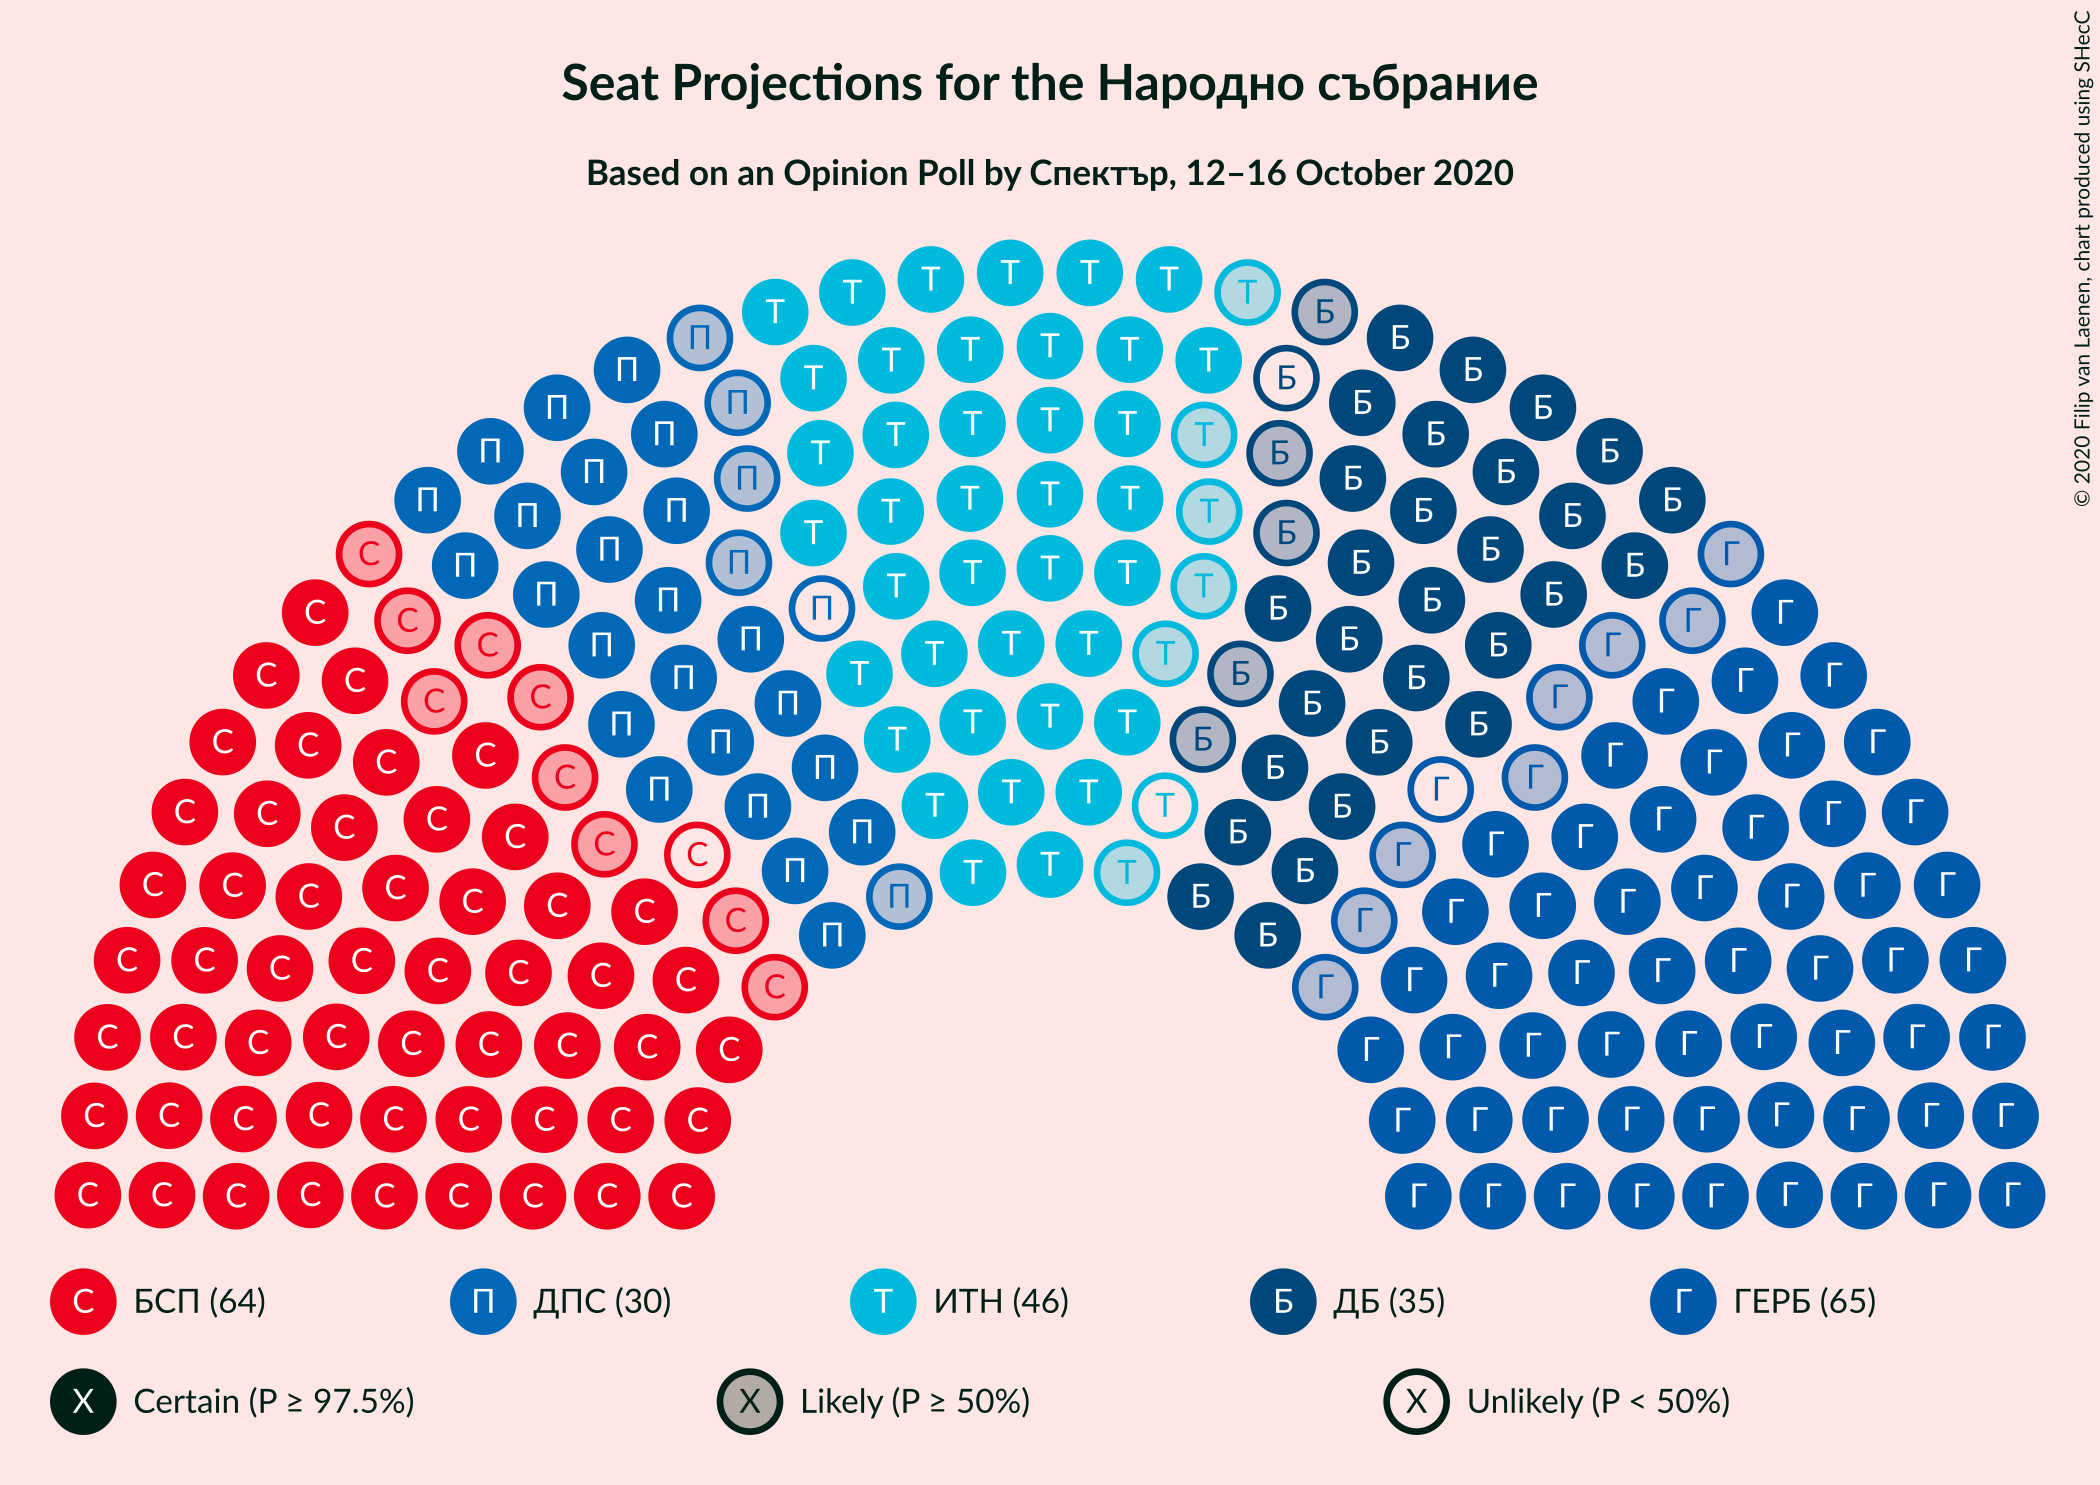 Seat Projections for the Народно събрание
Based on an Opinion Poll by Спектър, 12–16 October 2020
© 2020 Filip van Laenen, chart produced using SHecC
С БСП (64) П ДПС (30) Т ИТН (46) Б ДБ (35) Г ГЕРБ (65)
X Certain (P ≥ 97.5%) X Likely (P ≥ 50%) X Unlikely (P < 50%)